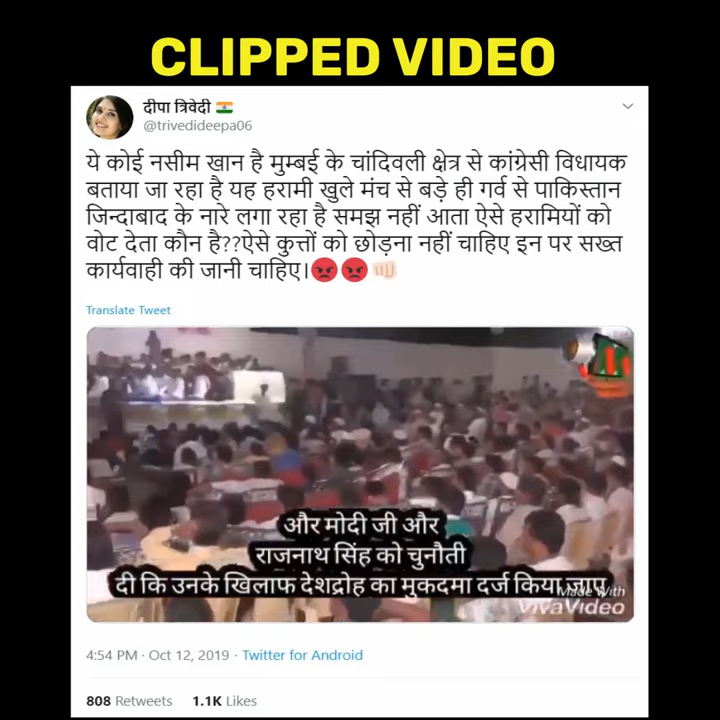 CLIPPED VIDEO
दीपा त्रिवेदी
@trivedideepa06
ये कोई नसीम खान है मुम्बई के चांदिवली क्षेत्र से कांग्रेसी विधायक
बताया जा रहा है यह हरामी खुले मंच से बड़े ही गर्व से पाकिस्तान
जिन्दाबाद के नारे लगा रहा है समझ नहीं आता ऐसे हरामियों को
वोट देता कौन है??ऐसे कुत्तों को छोड़ना नहीं चाहिए इन पर सख्त
कार्यवाही की जानी चाहिए।😡😡👊🏻
Translate Tweet
और मोदी जी और
राजनाथ सिंह को चुनौती
दी कि उनके खिलाफ देशद्रोह का मुकदमा दर्ज किया जाए
Made With
VivaVideo
4:54 PM · Oct 12, 2019 · Twitter for Android
808 Retweets 1.1K Likes